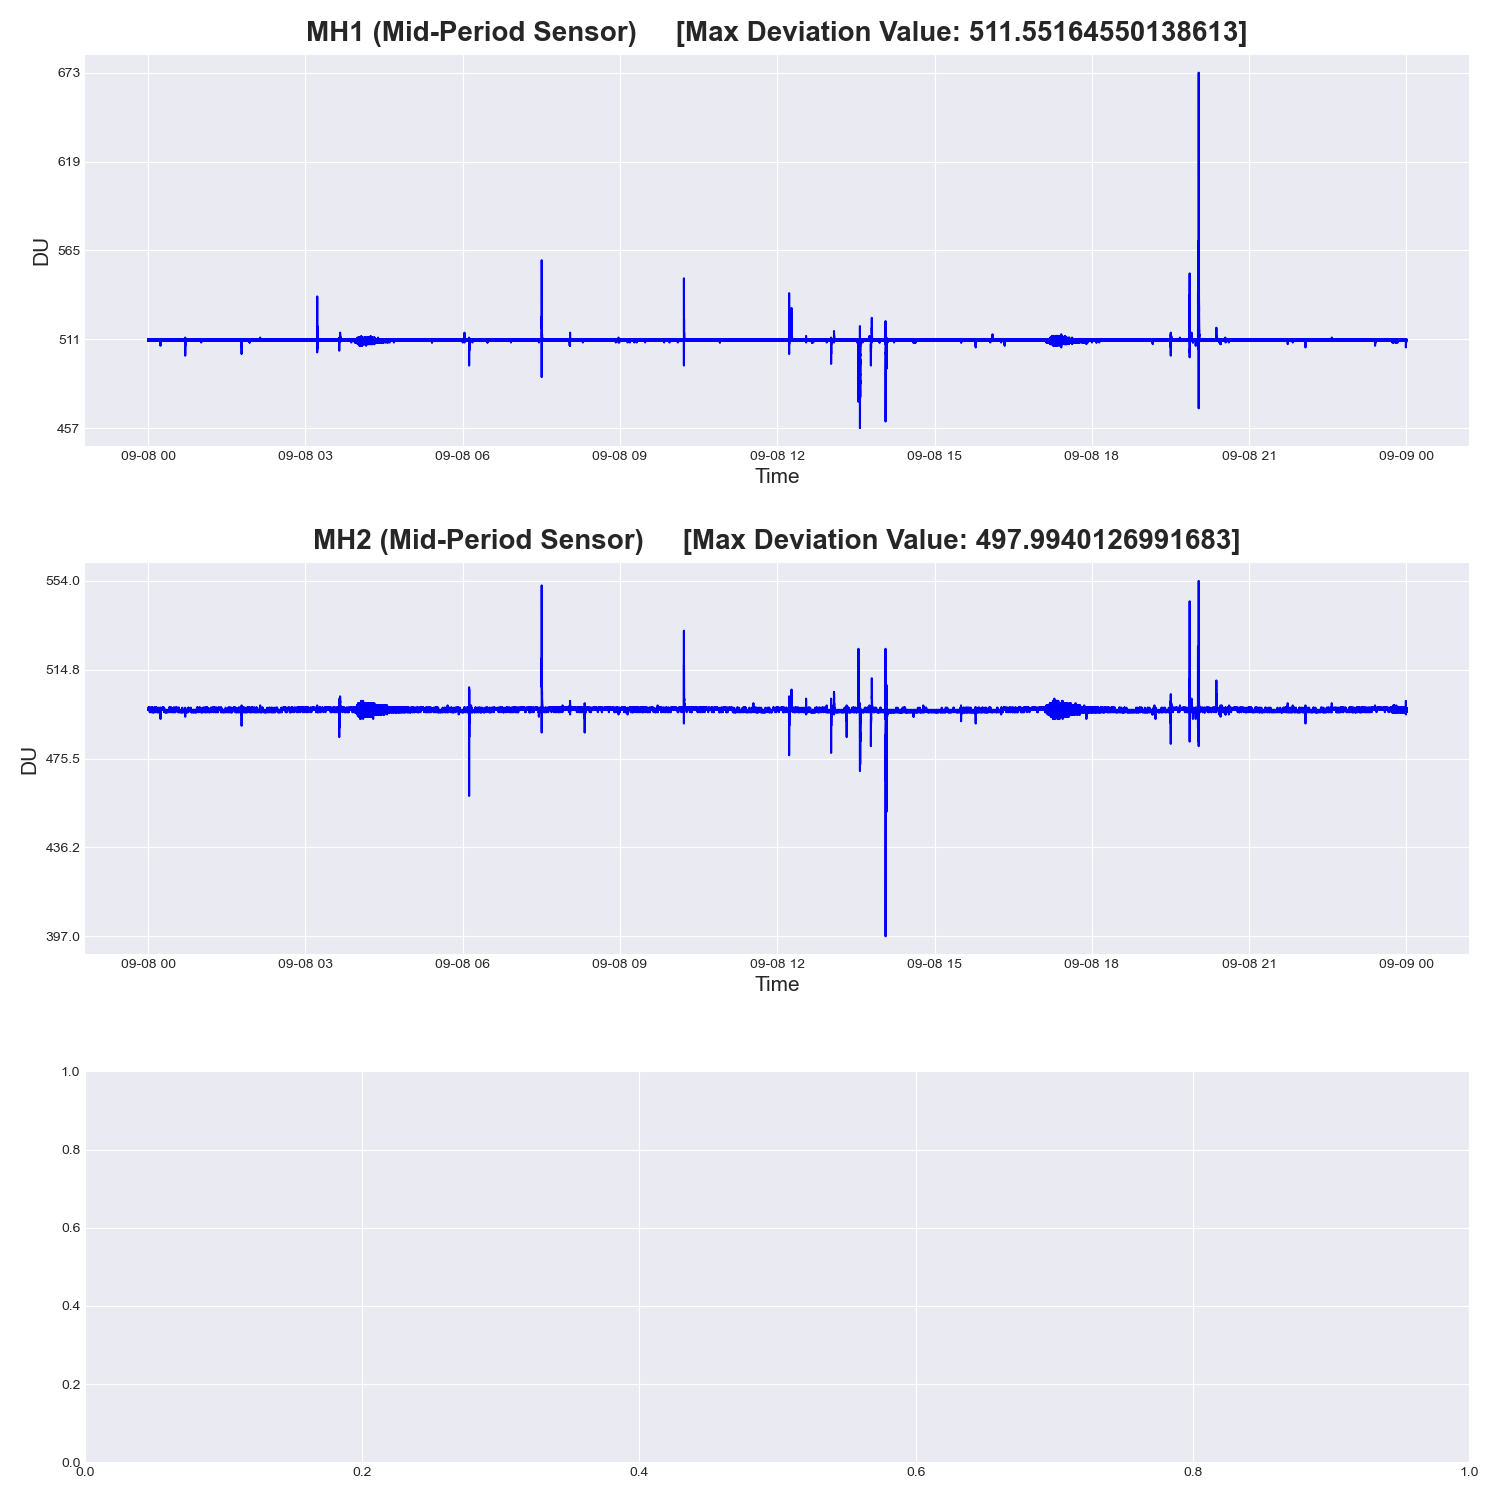 MH1 (Mid-Period Sensor) [Max Deviation Value: 511.55164550138613]
673
619
565
511
457
DU
09-08 00 09-08 03 09-08 06 09-08 09 09-08 12 09-08 15 09-08 18 09-08 21 09-09 00
Time
MH2 (Mid-Period Sensor) [Max Deviation Value: 497.9940126991683]
554.0
514.8
475.5
436.2
397.0
DU
09-08 00 09-08 03 09-08 06 09-08 09 09-08 12 09-08 15 09-08 18 09-08 21 09-09 00
Time
1.0
0.8
0.6
0.4
0.2
0.0
0.0 0.2 0.4 0.6 0.8 1.0